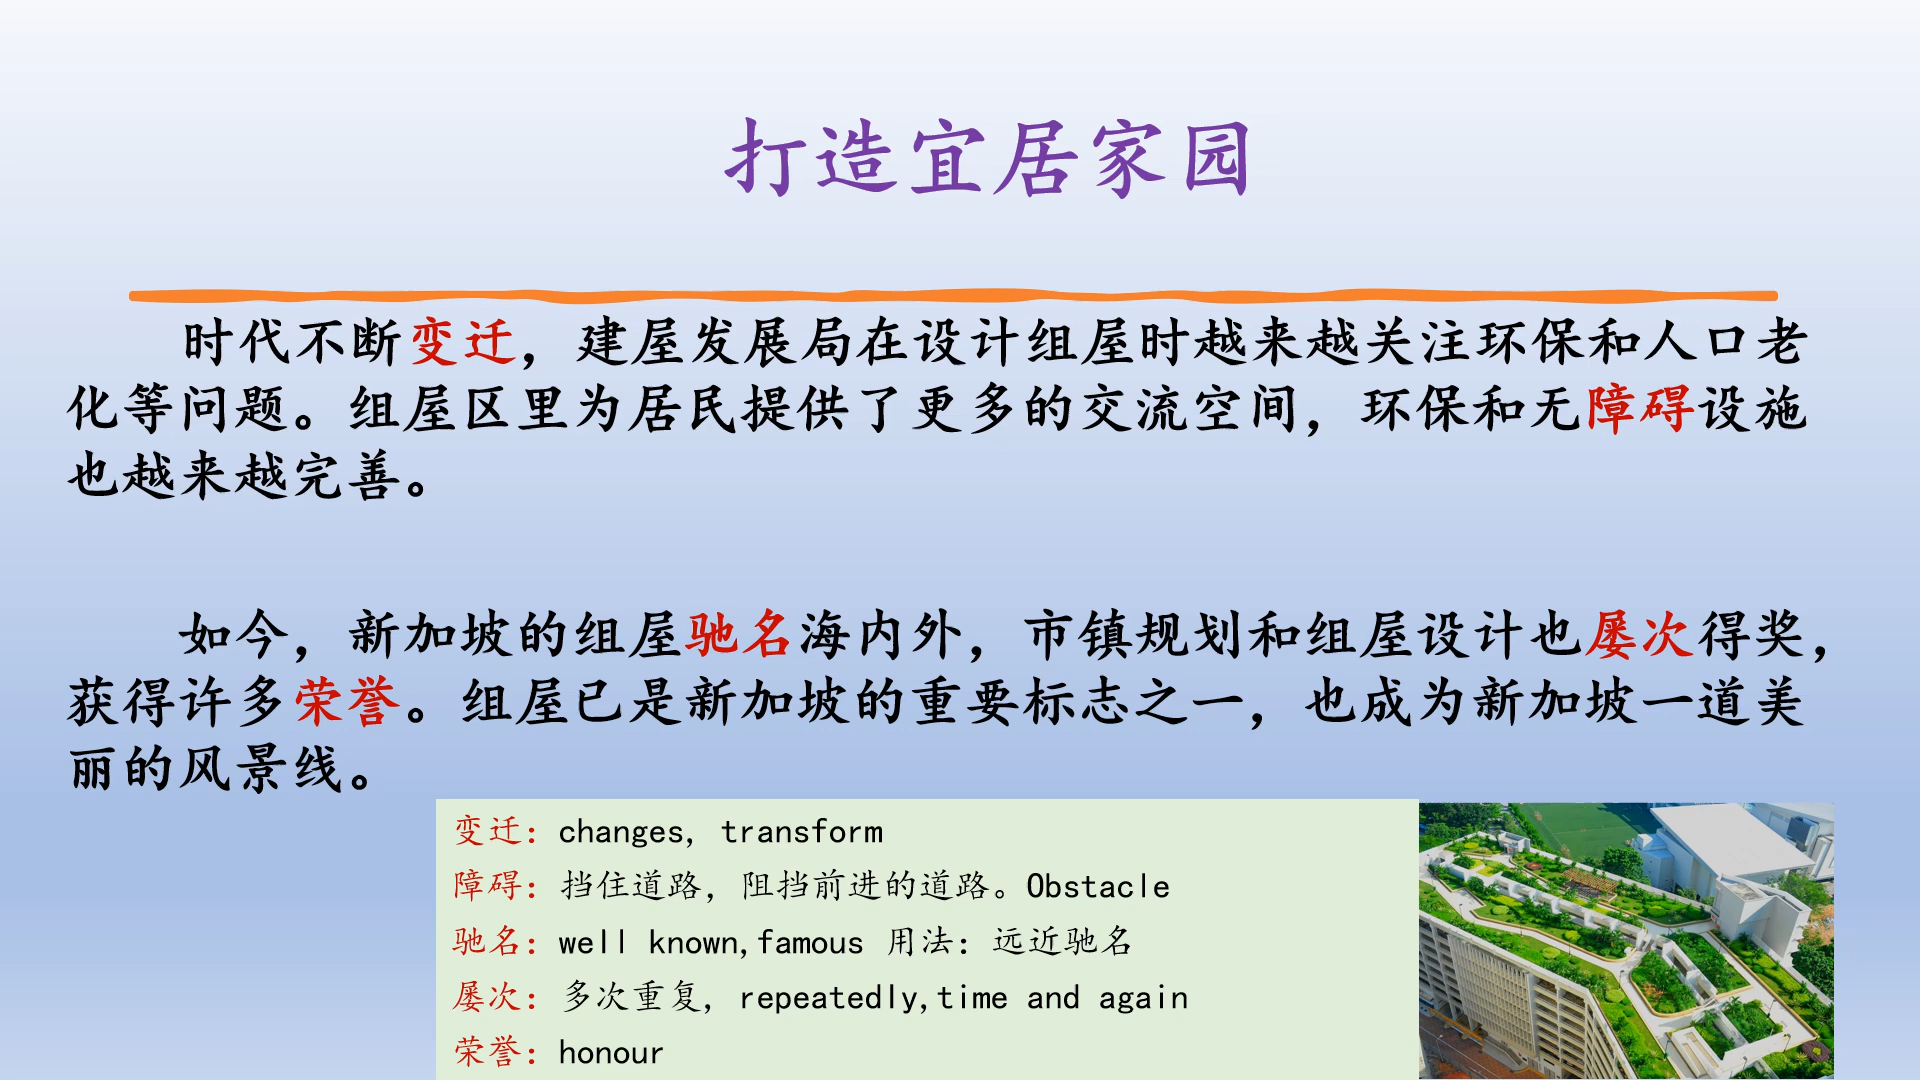 打造宜居家园
时代不断变迁，建屋发展局在设计组屋时越来越关注环保和人口老
化等问题。组屋区里为居民提供了更多的交流空间，环保和无障碍设施
也越来越完善。
如今，新加坡的组屋驰名海内外，市镇规划和组屋设计也屡次得奖，
获得许多荣誉。组屋已是新加坡的重要标志之一，也成为新加坡一道美
丽的风景线。
变迁：changes, transform
障碍：挡住道路，阻挡前进的道路。Obstacle
驰名：well known,famous 用法：远近驰名
屡次：多次重复, repeatedly,time and again
荣誉：honour